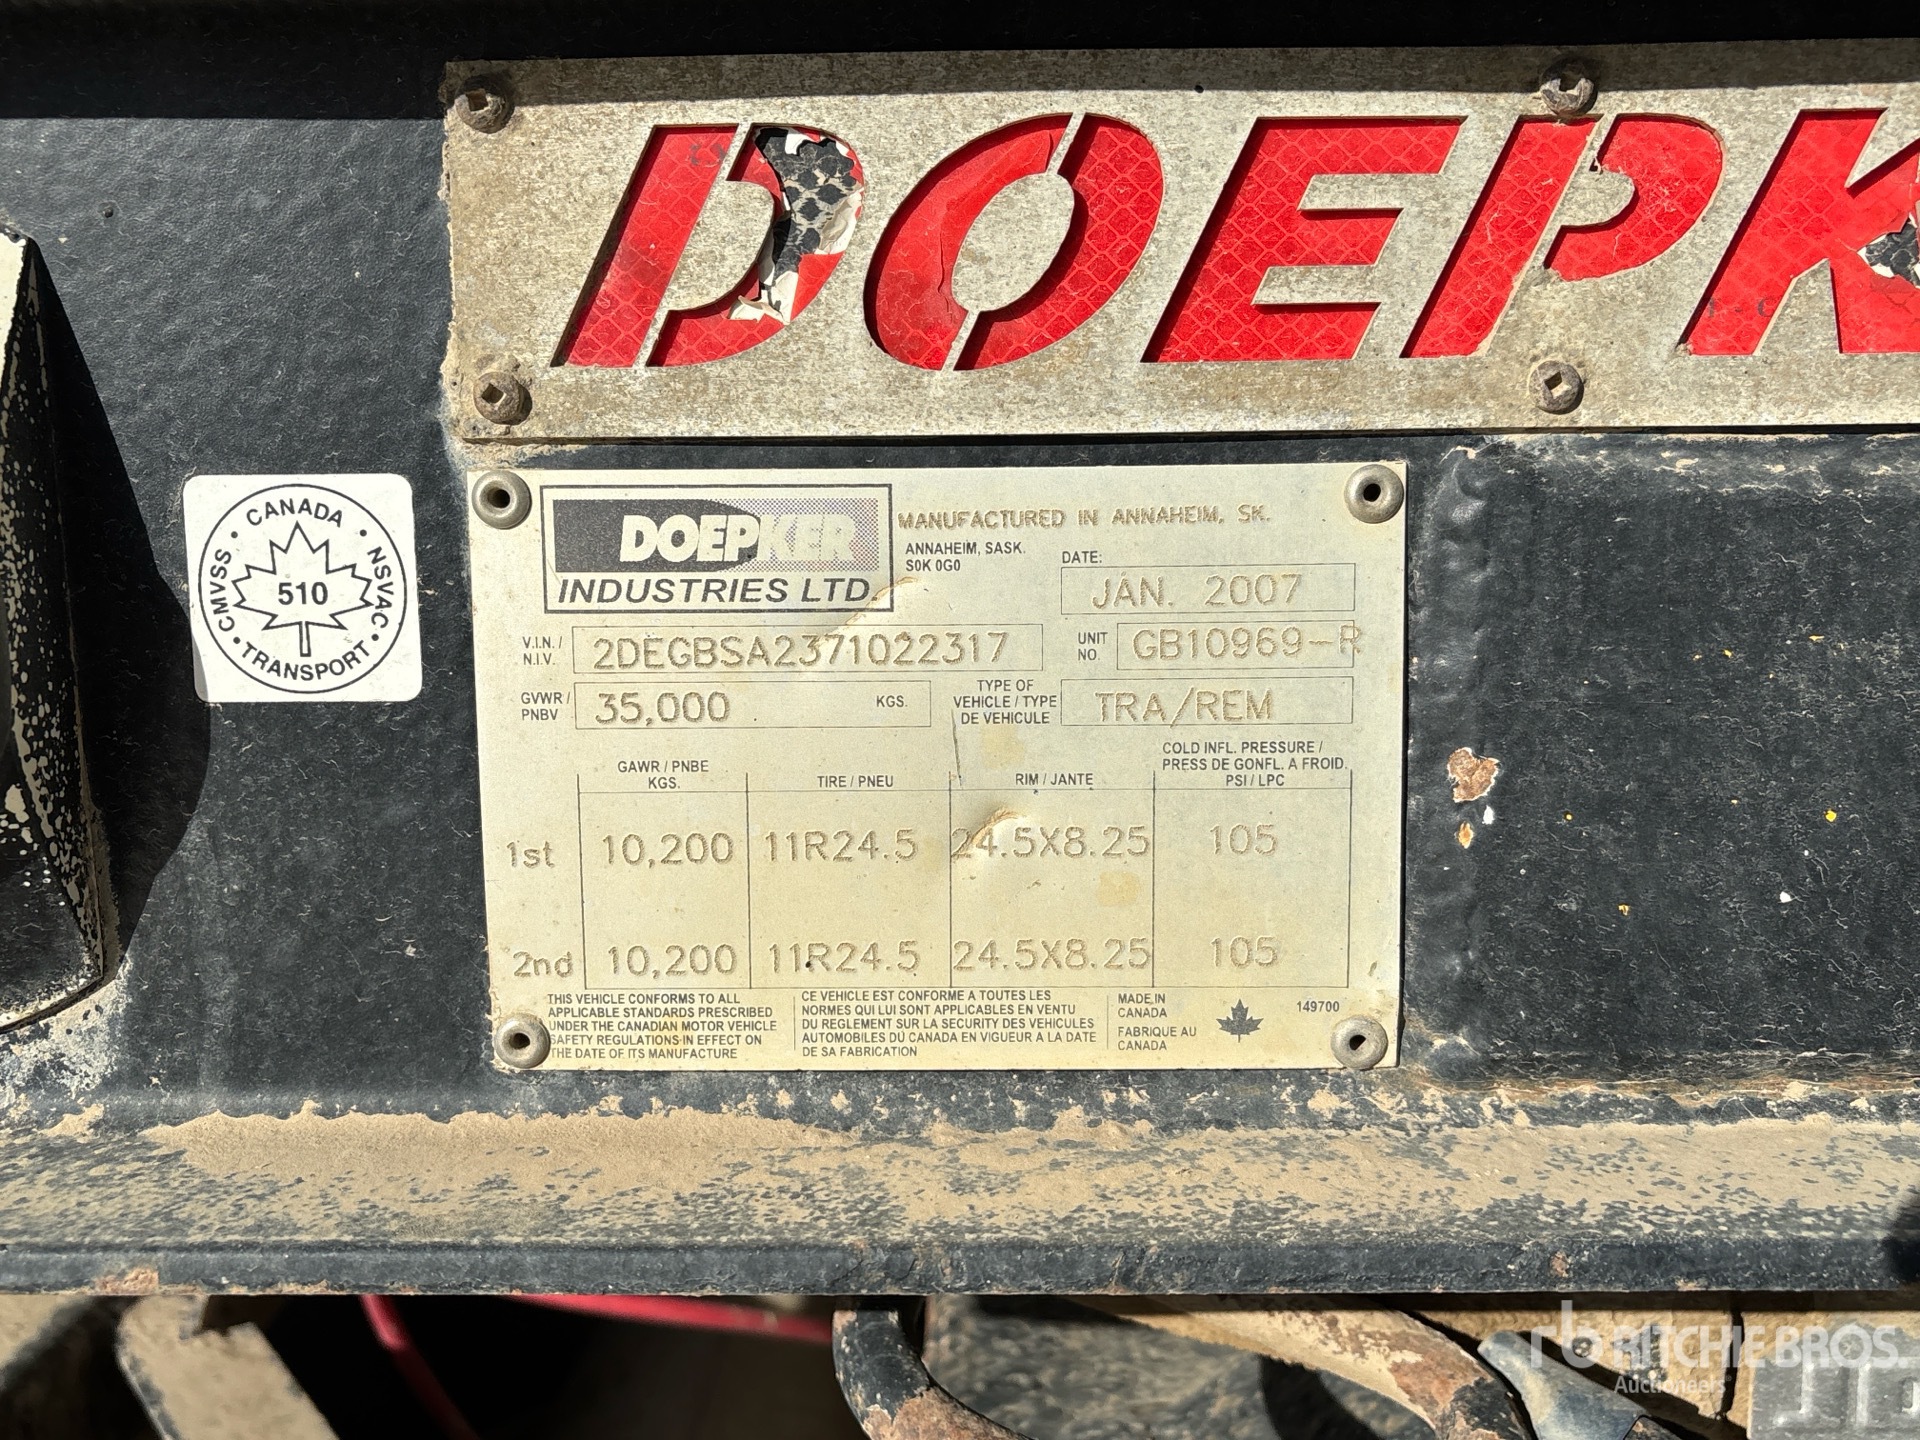 DOEPK
CANADA
CMVSS
510
NSVAC
TRANSPORT
DOEPKER
INDUSTRIES LTD.
MANUFACTURED IN ANNAHEIM, SK.
ANNAHEIM, SASK.
S0K 0G0
DATE:
JAN. 2007
V.I.N. /
N.I.V.
2DEGBSA2371022317
UNIT
NO.
GB10969-R
GVWR /
PNBV
35,000 KGS.
TYPE OF
VEHICLE / TYPE
DE VEHICULE
TRA/REM
GAWR / PNBE
KGS.
TIRE / PNEU
RIM / JANTE
COLD INFL. PRESSURE /
PRESS DE GONFL. A FROID.
PSI / LPC
1st 10,200 11R24.5 24.5X8.25 105
2nd 10,200 11R24.5 24.5X8.25 105
THIS VEHICLE CONFORMS TO ALL
APPLICABLE STANDARDS PRESCRIBED
UNDER THE CANADIAN MOTOR VEHICLE
SAFETY REGULATIONS IN EFFECT ON
THE DATE OF ITS MANUFACTURE
CE VEHICLE EST CONFORME A TOUTES LES
NORMES QUI LUI SONT APPLICABLES EN VENTU
DU REGLEMENT SUR LA SECURITY DES VEHICULES
AUTOMOBILES DU CANADA EN VIGUEUR A LA DATE
DE SA FABRICATION
MADE IN
CANADA
FABRIQUE AU
CANADA
149700
rb RITCHIE BROS.
Auctioneers